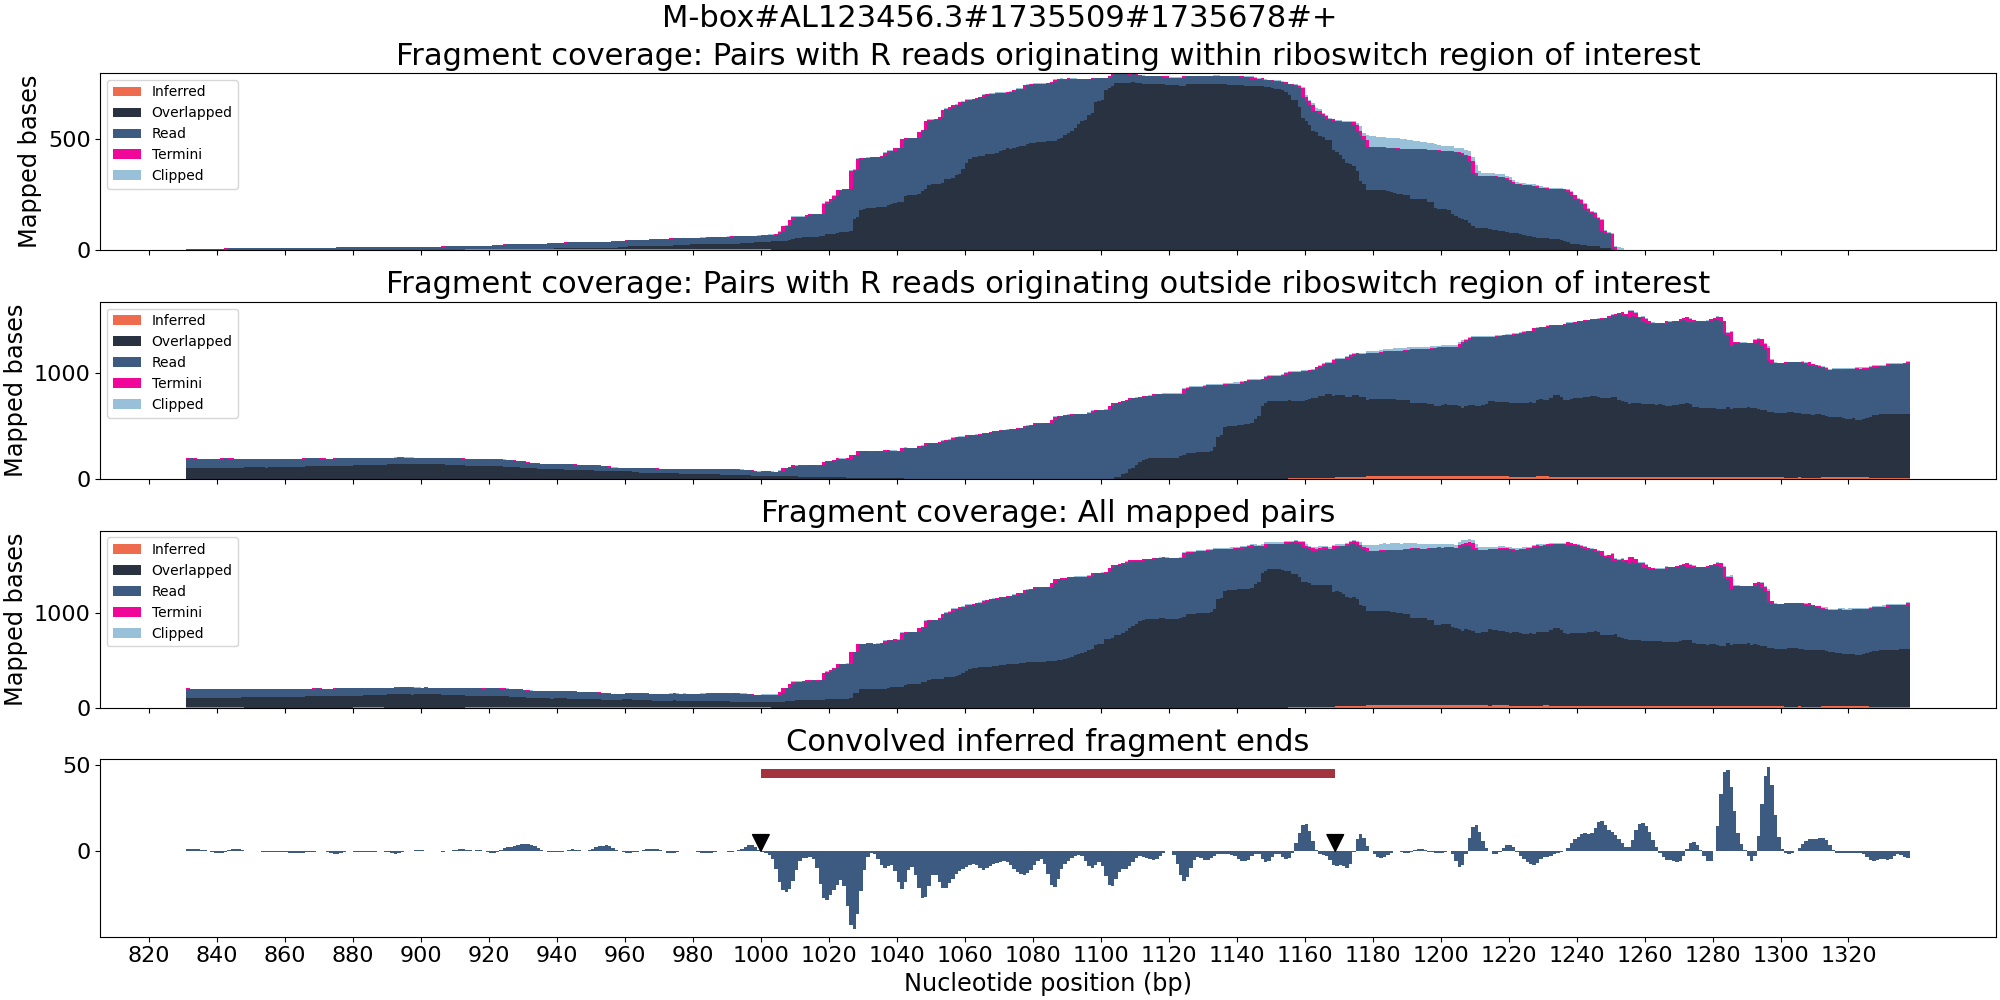 M-box#AL123456.3#1735509#1735678#+
Fragment coverage: Pairs with R reads originating within riboswitch region of interest
Mapped bases
500
0
Inferred
Overlapped
Read
Termini
Clipped
Fragment coverage: Pairs with R reads originating outside riboswitch region of interest
Mapped bases
1000
0
Inferred
Overlapped
Read
Termini
Clipped
Fragment coverage: All mapped pairs
Mapped bases
1000
0
Inferred
Overlapped
Read
Termini
Clipped
Convolved inferred fragment ends
50
0
820 840 860 880 900 920 940 960 980 1000 1020 1040 1060 1080 1100 1120 1140 1160 1180 1200 1220 1240 1260 1280 1300 1320
Nucleotide position (bp)